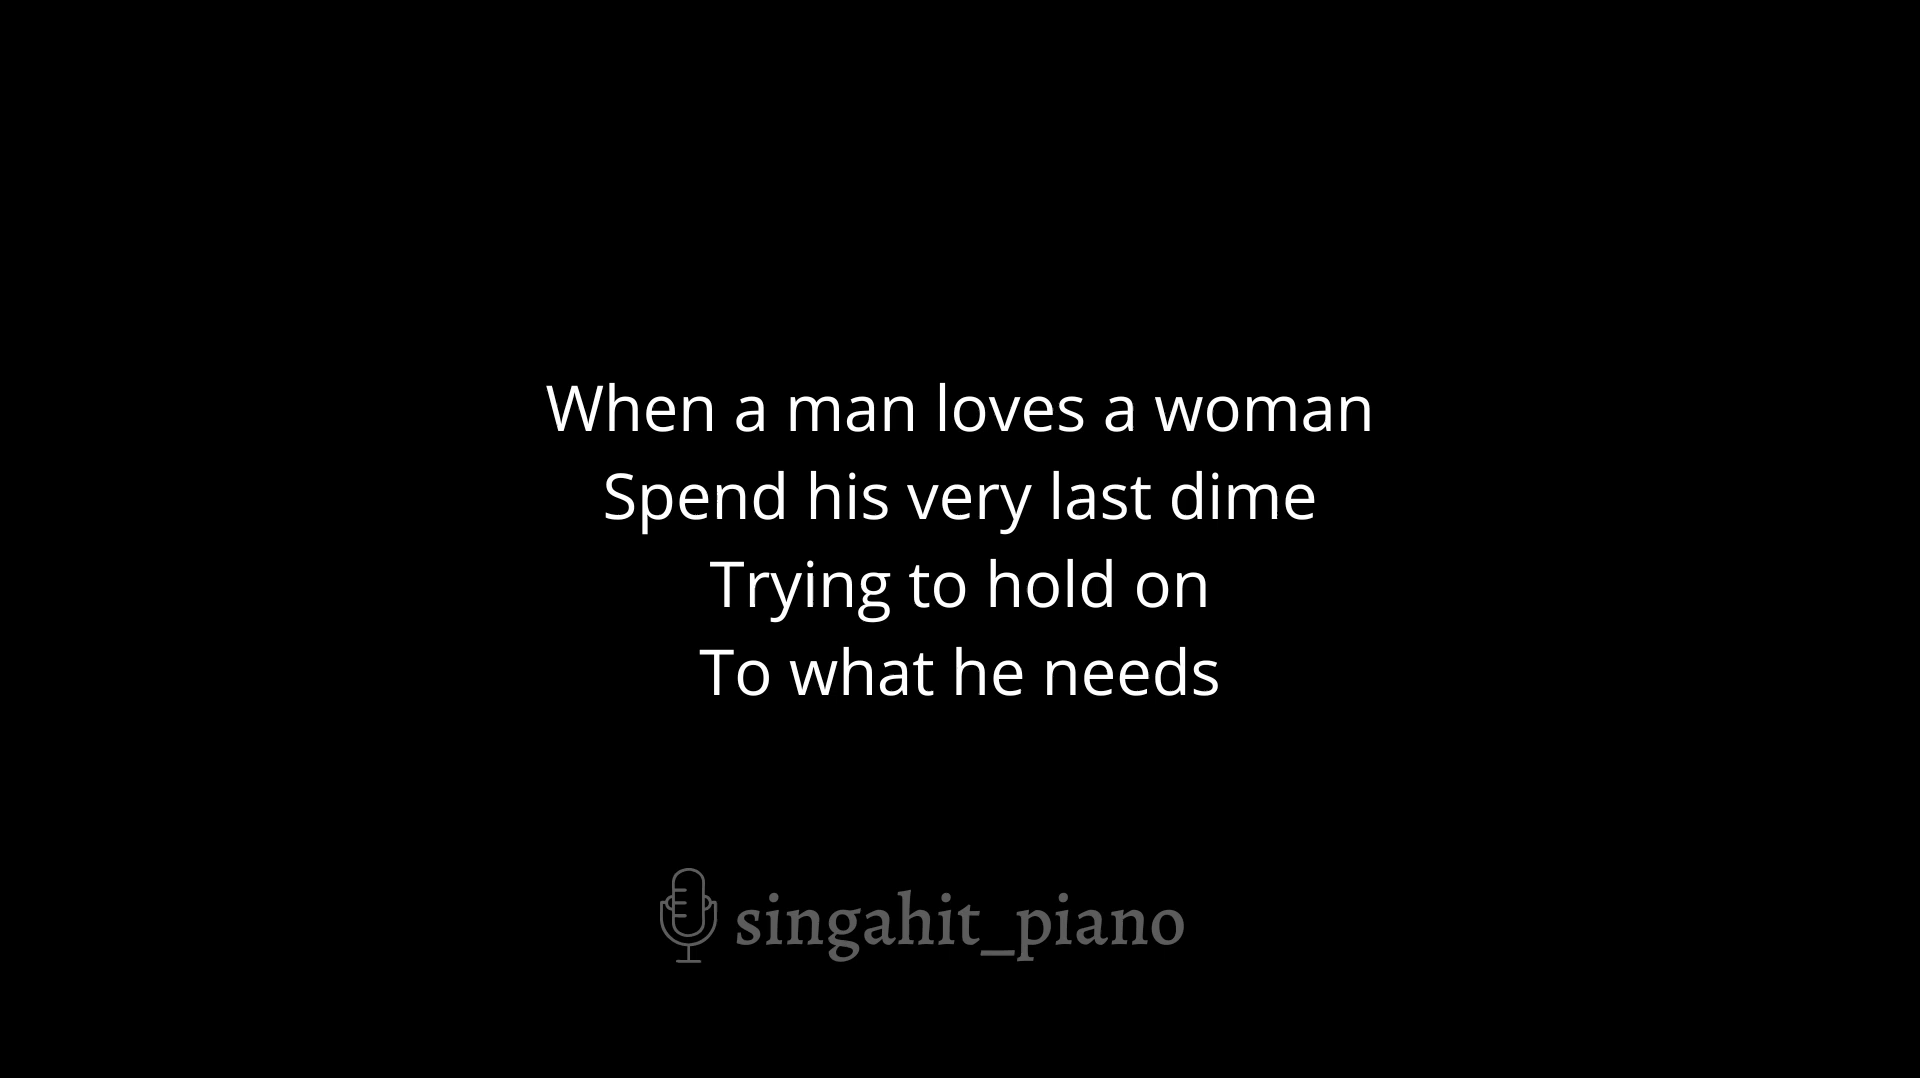 When a man loves a woman
Spend his very last dime
Trying to hold on
To what he needs
singahit_piano